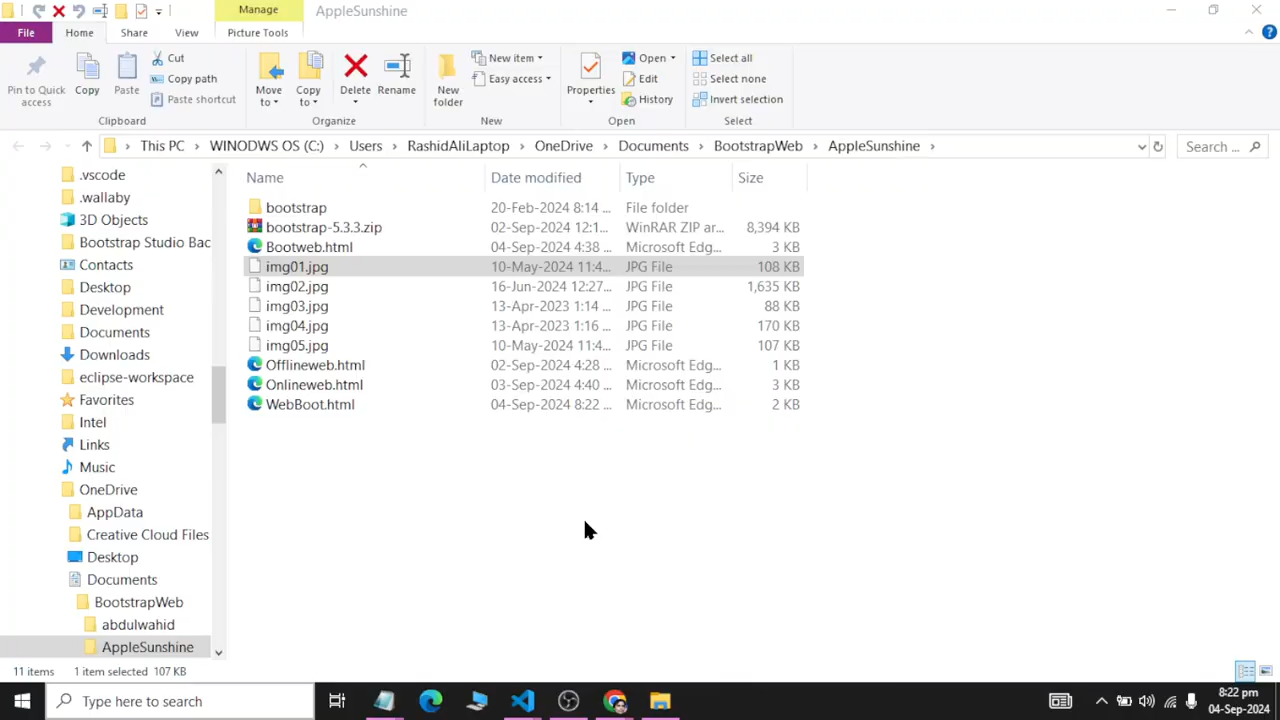 Manage
AppleSunshine
File
Home
Share
View
Picture Tools
Pin to Quick access
Copy
Paste
Cut
Copy path
Paste shortcut
Clipboard
Move to
Copy to
Delete
Rename
Organize
New folder
New item
Easy access
New
Properties
Open
Edit
History
Open
Select all
Select none
Invert selection
Select
This PC > WINODWS OS (C:) > Users > RashidAliLaptop > OneDrive > Documents > BootstrapWeb > AppleSunshine >
Search ...
Name Date modified Type Size
bootstrap 20-Feb-2024 8:14 ... File folder
bootstrap-5.3.3.zip 02-Sep-2024 12:1... WinRAR ZIP ar... 8,394 KB
Bootweb.html 04-Sep-2024 4:38 ... Microsoft Edg... 3 KB
img01.jpg 10-May-2024 11:4... JPG File 108 KB
img02.jpg 16-Jun-2024 12:27... JPG File 1,635 KB
img03.jpg 13-Apr-2023 1:14 ... JPG File 88 KB
img04.jpg 13-Apr-2023 1:16 ... JPG File 170 KB
img05.jpg 10-May-2024 11:4... JPG File 107 KB
Offlineweb.html 02-Sep-2024 4:28 ... Microsoft Edg... 1 KB
Onlineweb.html 03-Sep-2024 4:40 ... Microsoft Edg... 3 KB
WebBoot.html 04-Sep-2024 8:22 ... Microsoft Edg... 2 KB
.vscode
.wallaby
3D Objects
Bootstrap Studio Bac
Contacts
Desktop
Development
Documents
Downloads
eclipse-workspace
Favorites
Intel
Links
Music
OneDrive
AppData
Creative Cloud Files
Desktop
Documents
BootstrapWeb
abdulwahid
AppleSunshine
11 items 1 item selected 107 KB
Type here to search
8:22 pm
04-Sep-2024